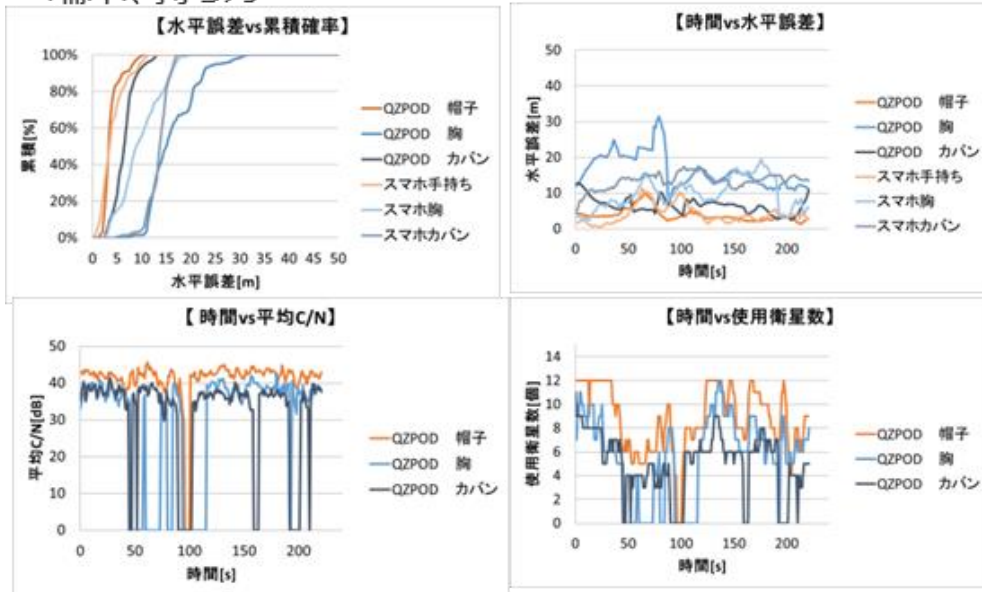 【水平誤差vs累積確率】
100%
80%
60%
40%
20%
0%
累積[%]
0 5 10 15 20 25 30 35 40 45 50
水平誤差[m]
QZPOD 帽子
QZPOD 胸
QZPOD カバン
スマホ手持ち
スマホ胸
スマホカバン
【時間vs水平誤差】
50
40
30
20
10
0
水平誤差[m]
0 50 100 150 200
時間[s]
QZPOD 帽子
QZPOD 胸
QZPOD カバン
スマホ手持ち
スマホ胸
スマホカバン
【時間vs平均C/N】
50
40
30
20
10
0
平均C/N[dB]
0 50 100 150 200
時間[s]
QZPOD 帽子
QZPOD 胸
QZPOD カバン
【時間vs使用衛星数】
14
12
10
8
6
4
2
0
使用衛星数[個]
0 50 100 150 200
時間[s]
QZPOD 帽子
QZPOD 胸
QZPOD カバン